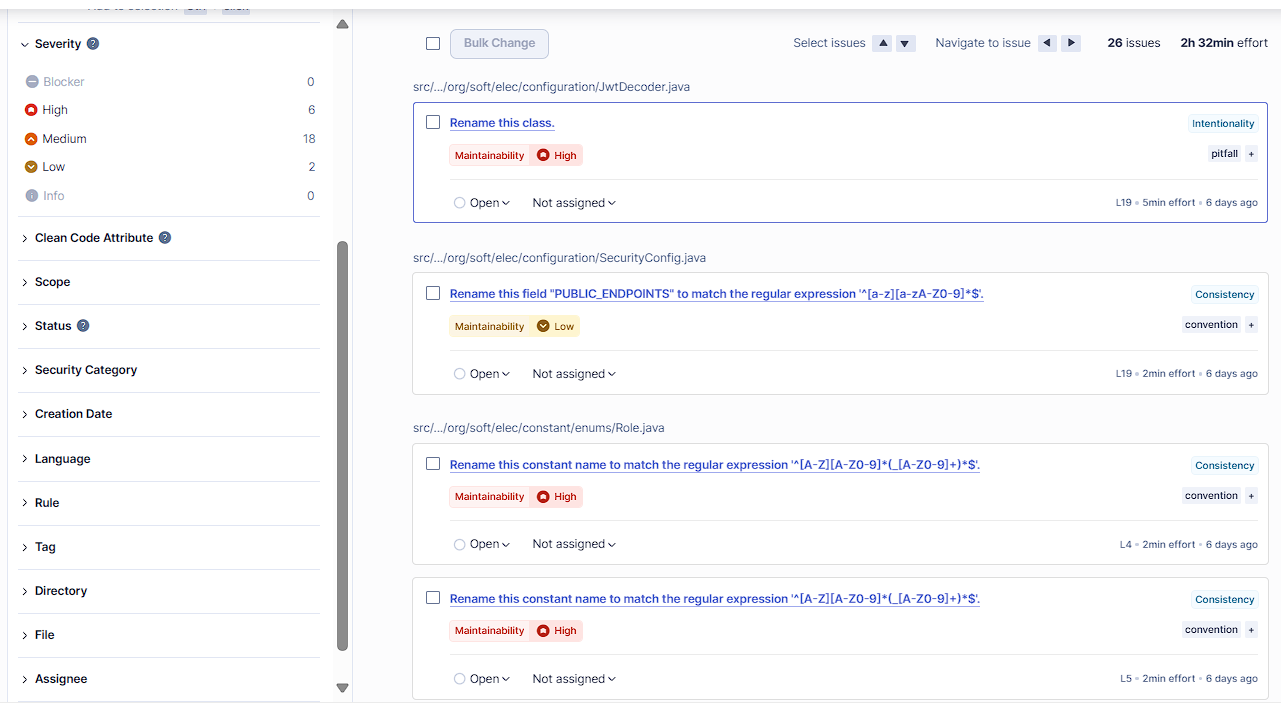 Add to selection Ctrl + click
Severity ?
Blocker 0
High 6
Medium 18
Low 2
Info 0
Clean Code Attribute ?
Scope
Status ?
Security Category
Creation Date
Language
Rule
Tag
Directory
File
Assignee
Bulk Change Select issues Navigate to issue 26 issues 2h 32min effort
src/.../org/soft/elec/configuration/JwtDecoder.java
Rename this class. Intentionality
Maintainability High pitfall +
Open Not assigned L19 • 5min effort • 6 days ago
src/.../org/soft/elec/configuration/SecurityConfig.java
Rename this field "PUBLIC_ENDPOINTS" to match the regular expression '^[a-z][a-zA-Z0-9]*$'. Consistency
Maintainability Low convention +
Open Not assigned L19 • 2min effort • 6 days ago
src/.../org/soft/elec/constant/enums/Role.java
Rename this constant name to match the regular expression '^[A-Z][A-Z0-9]*(_[A-Z0-9]+)*$'. Consistency
Maintainability High convention +
Open Not assigned L4 • 2min effort • 6 days ago
Rename this constant name to match the regular expression '^[A-Z][A-Z0-9]*(_[A-Z0-9]+)*$'. Consistency
Maintainability High convention +
Open Not assigned L5 • 2min effort • 6 days ago